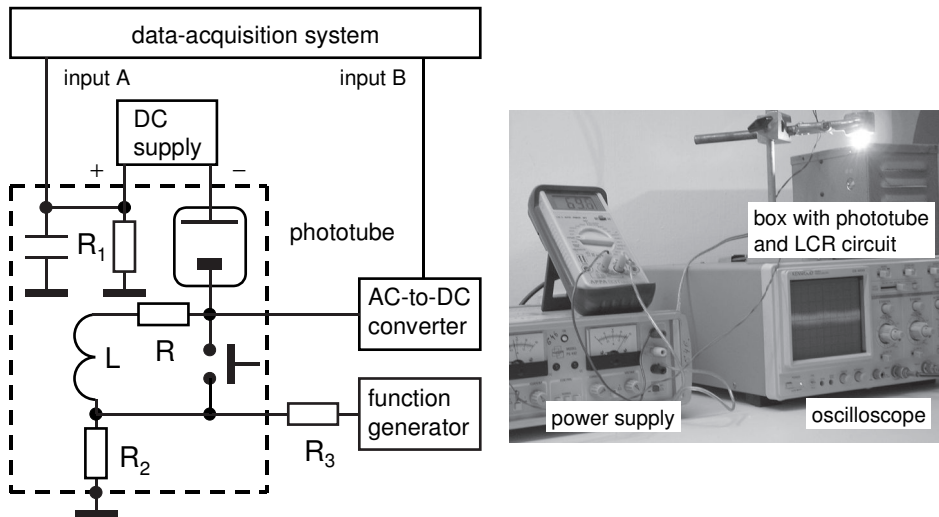 data-acquisition system
input A
input B
DC
supply
+
−
R₁
phototube
AC-to-DC
converter
R
L
function
generator
R₂
R₃
box with phototube
and LCR circuit
power supply
oscilloscope